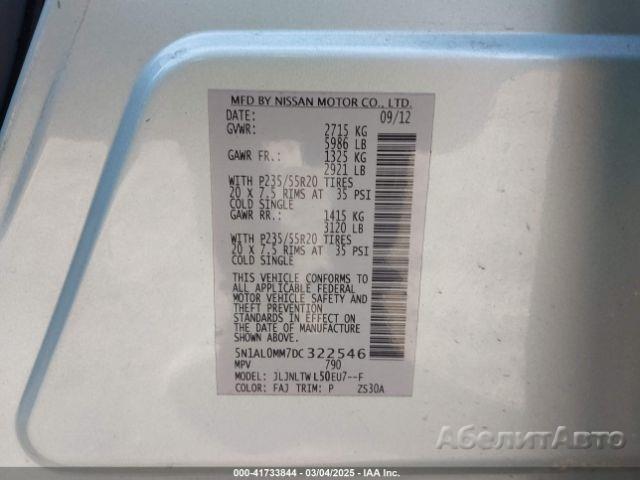 MFD BY NISSAN MOTOR CO., LTD.
DATE: 09/12
GVWR: 2715 KG
5986 LB
GAWR FR.: 1325 KG
2921 LB
WITH P235/55R20 TIRES
20 X 7.5 RIMS AT 35 PSI
COLD SINGLE
GAWR RR.: 1415 KG
3120 LB
WITH P235/55R20 TIRES
20 X 7.5 RIMS AT 35 PSI
COLD SINGLE
THIS VEHICLE CONFORMS TO
ALL APPLICABLE FEDERAL
MOTOR VEHICLE SAFETY AND
THEFT PREVENTION
STANDARDS IN EFFECT ON
THE DATE OF MANUFACTURE
SHOWN ABOVE.
5N1AL0MM7DC322546
MPV 790
MODEL: JLJNLTWL50EU7--F
COLOR: FAJ TRIM: P ZS30A
АбелитАвто
000-41733844 — 03/04/2025 — IAA Inc.